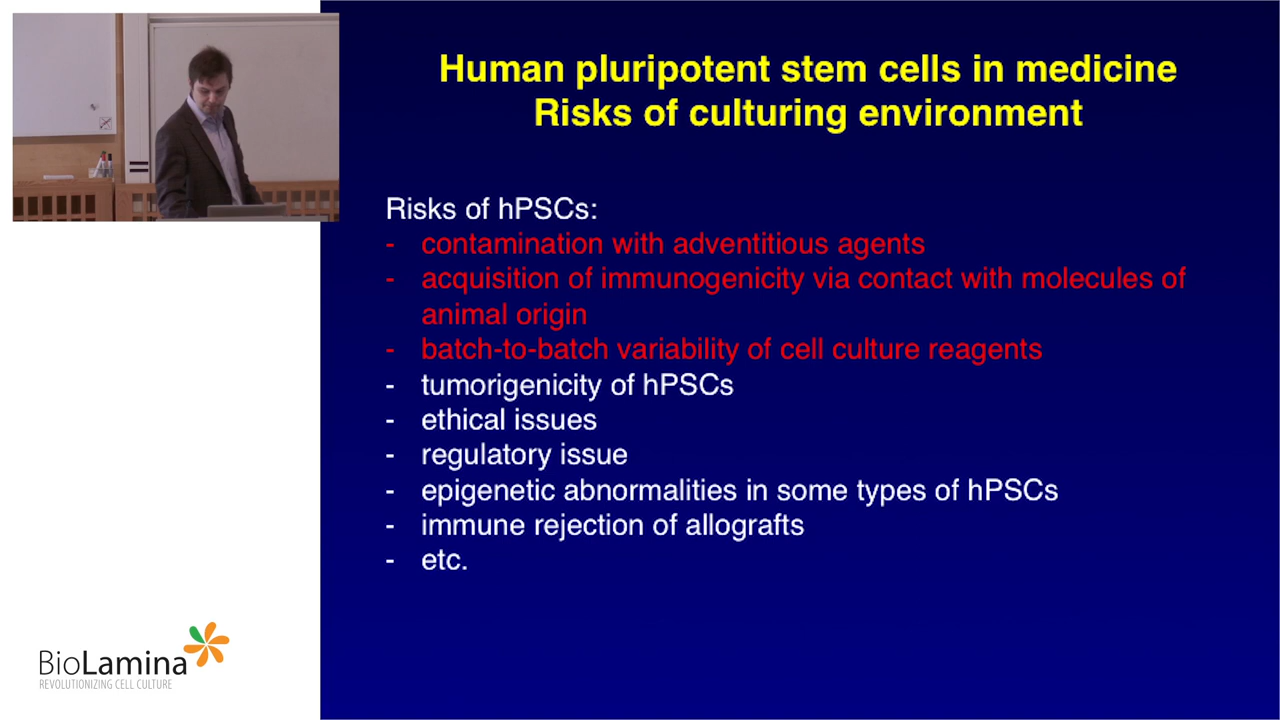 Human pluripotent stem cells in medicine
Risks of culturing environment
Risks of hPSCs:
- contamination with adventitious agents
- acquisition of immunogenicity via contact with molecules of
animal origin
- batch-to-batch variability of cell culture reagents
- tumorigenicity of hPSCs
- ethical issues
- regulatory issue
- epigenetic abnormalities in some types of hPSCs
- immune rejection of allografts
- etc.
BioLamina
REVOLUTIONIZING CELL CULTURE